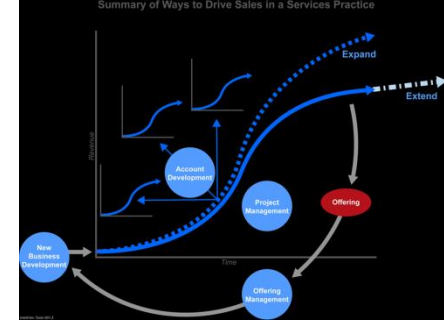 Summary of Ways to Drive Sales in a Services Practice
Expand
Extend
Revenue
Account
Development
Project
Management
Offering
New
Business
Development
Time
Offering
Management